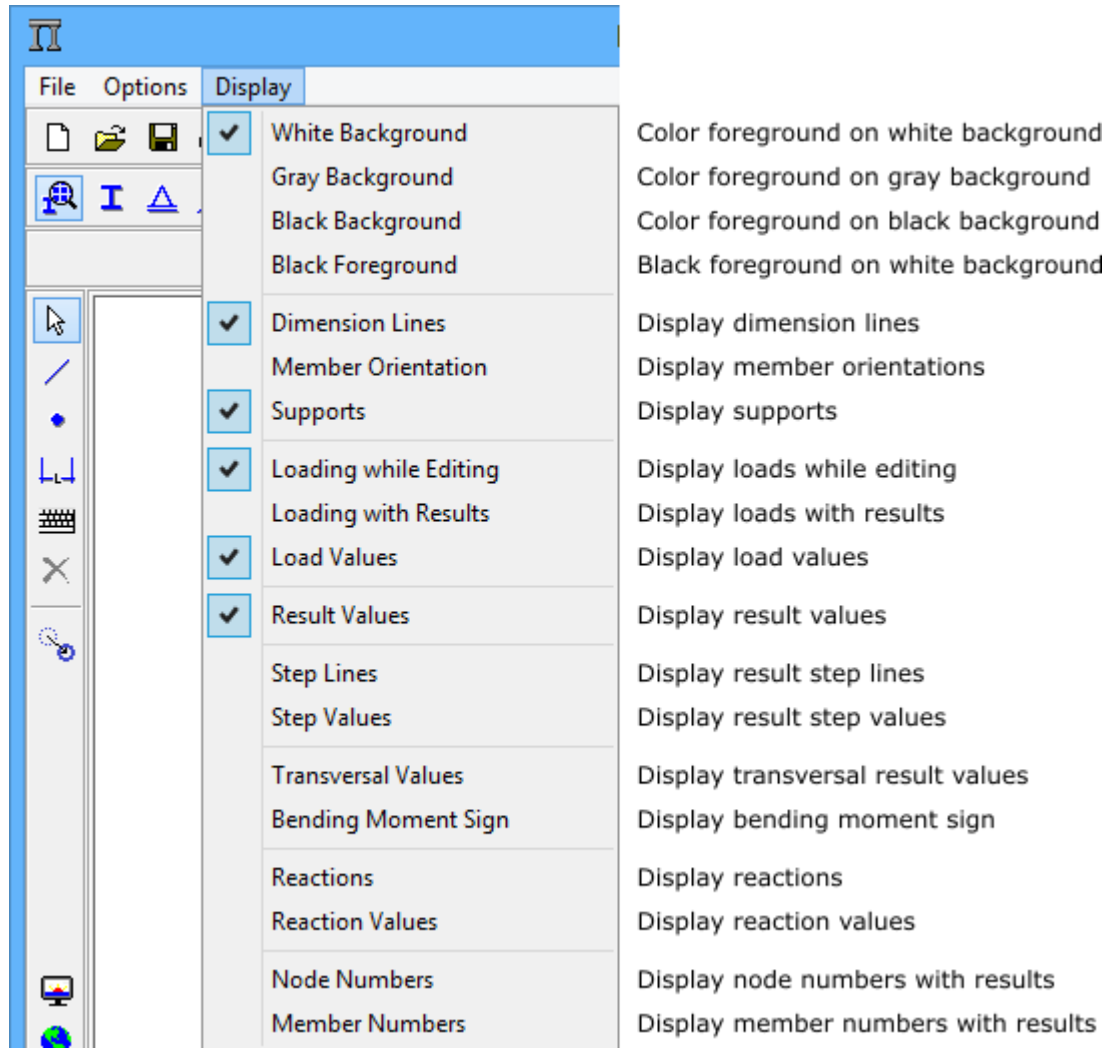 File Options Display
White Background Color foreground on white background
Gray Background Color foreground on gray background
Black Background Color foreground on black background
Black Foreground Black foreground on white background
Dimension Lines Display dimension lines
Member Orientation Display member orientations
Supports Display supports
Loading while Editing Display loads while editing
Loading with Results Display loads with results
Load Values Display load values
Result Values Display result values
Step Lines Display result step lines
Step Values Display result step values
Transversal Values Display transversal result values
Bending Moment Sign Display bending moment sign
Reactions Display reactions
Reaction Values Display reaction values
Node Numbers Display node numbers with results
Member Numbers Display member numbers with results